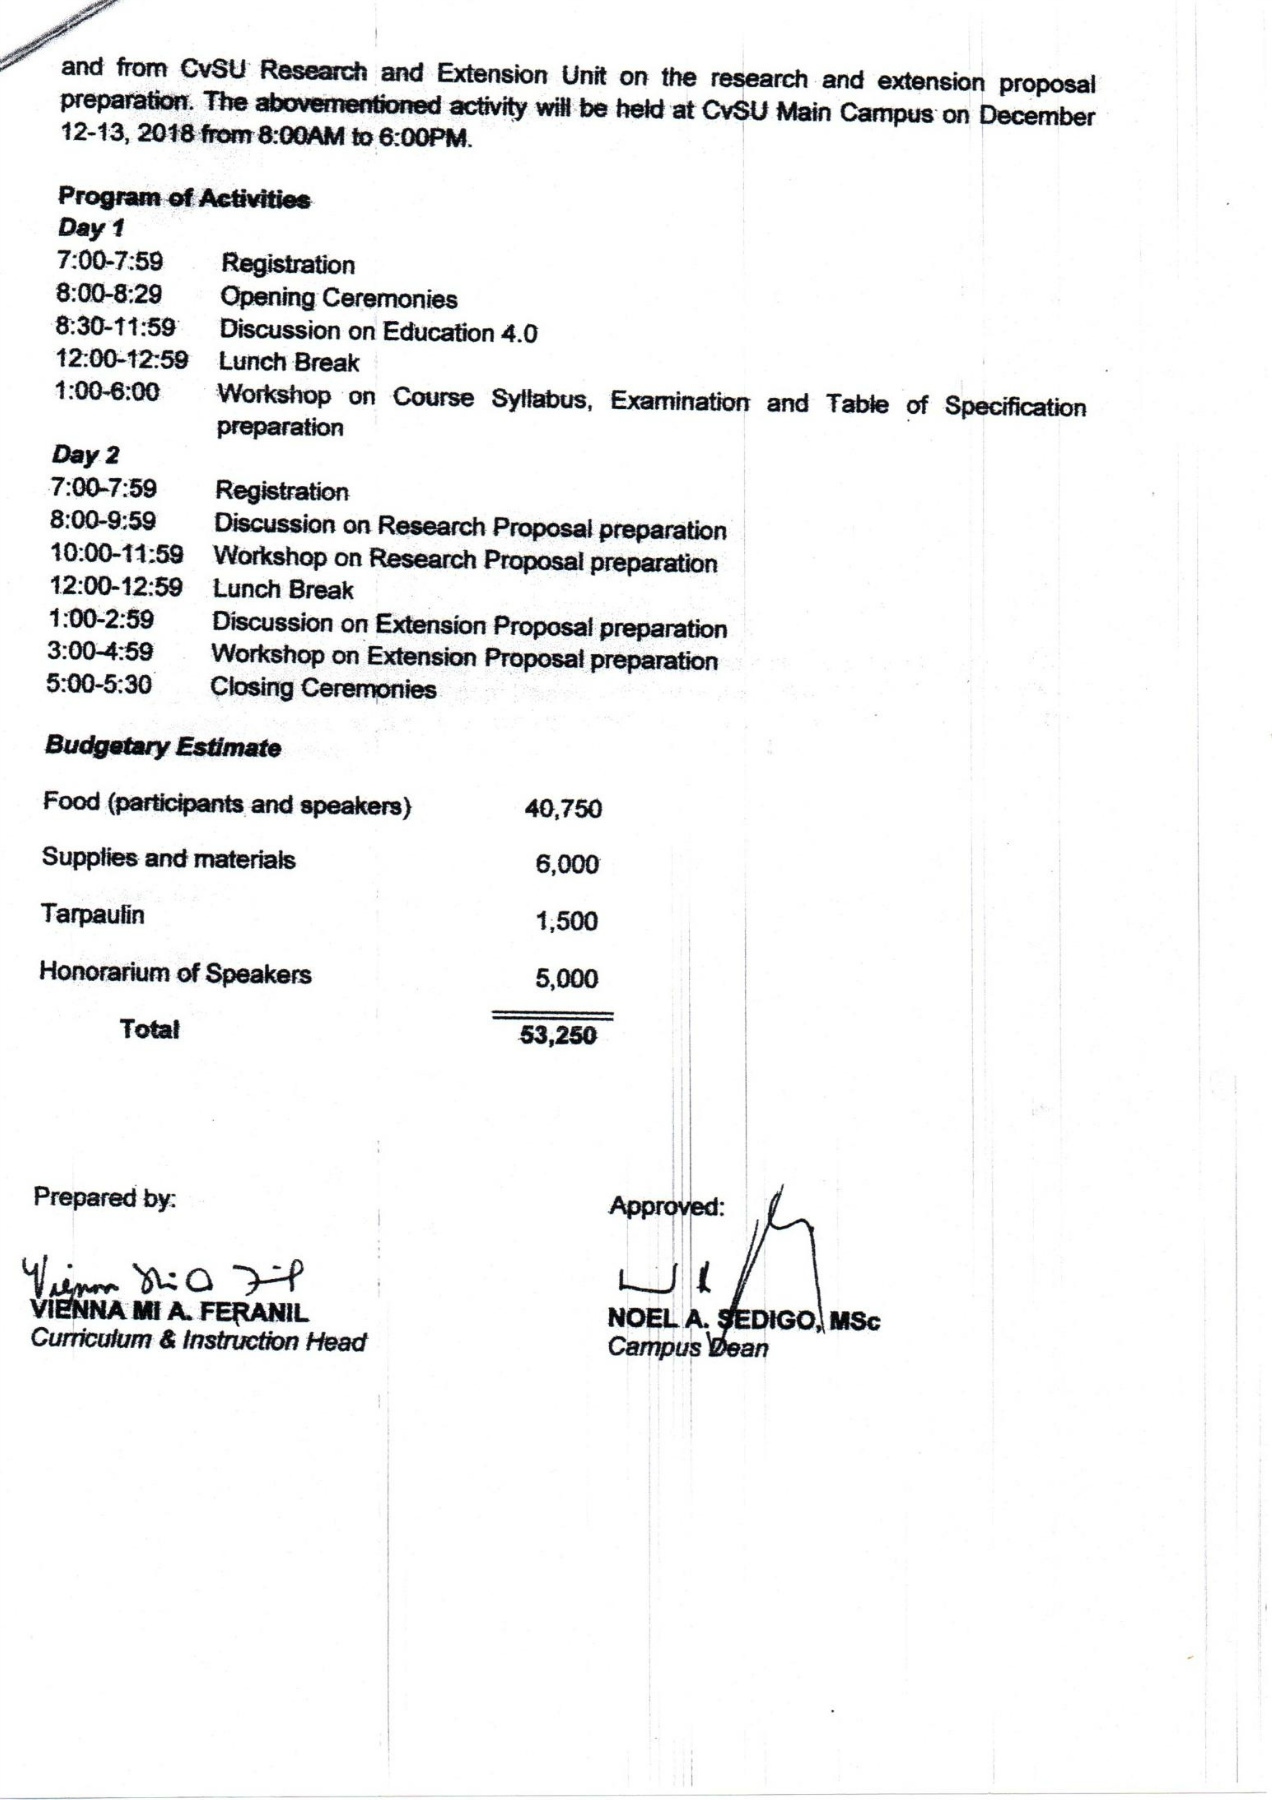 and from CvSU Research and Extension Unit on the research and extension proposal
preparation. The abovementioned activity will be held at CvSU Main Campus on December
12-13, 2018 from 8:00AM to 6:00PM.
Program of Activities
Day 1
7:00-7:59 Registration
8:00-8:29 Opening Ceremonies
8:30-11:59 Discussion on Education 4.0
12:00-12:59 Lunch Break
1:00-6:00 Workshop on Course Syllabus, Examination and Table of Specification
preparation
Day 2
7:00-7:59 Registration
8:00-9:59 Discussion on Research Proposal preparation
10:00-11:59 Workshop on Research Proposal preparation
12:00-12:59 Lunch Break
1:00-2:59 Discussion on Extension Proposal preparation
3:00-4:59 Workshop on Extension Proposal preparation
5:00-5:30 Closing Ceremonies
Budgetary Estimate
Food (participants and speakers) 40,750
Supplies and materials 6,000
Tarpaulin 1,500
Honorarium of Speakers 5,000
Total 53,250
Prepared by:
VIENNA MI A. FERANIL
Curriculum & Instruction Head
Approved:
NOEL A. SEDIGO, MSc
Campus Dean